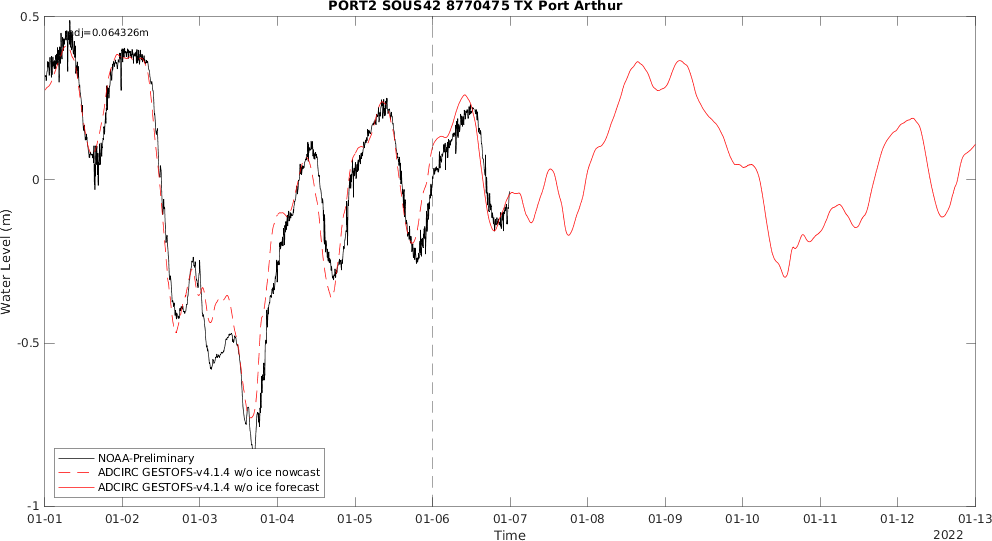 PORT2 SOUS42 8770475 TX Port Arthur
adj=0.064326m
0.5
0
-0.5
-1
Water Level (m)
NOAA-Preliminary
ADCIRC GESTOFS-v4.1.4 w/o ice nowcast
ADCIRC GESTOFS-v4.1.4 w/o ice forecast
01-01 01-02 01-03 01-04 01-05 01-06 01-07 01-08 01-09 01-10 01-11 01-12 01-13
Time
2022